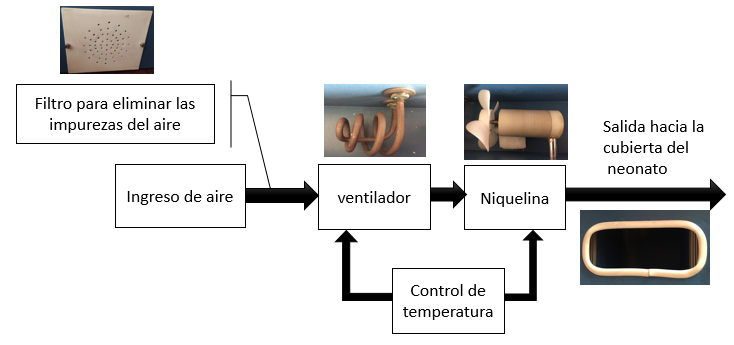 Filtro para eliminar las
impurezas del aire
Ingreso de aire
ventilador
Niquelina
Salida hacia la
cubierta del
neonato
Control de
temperatura